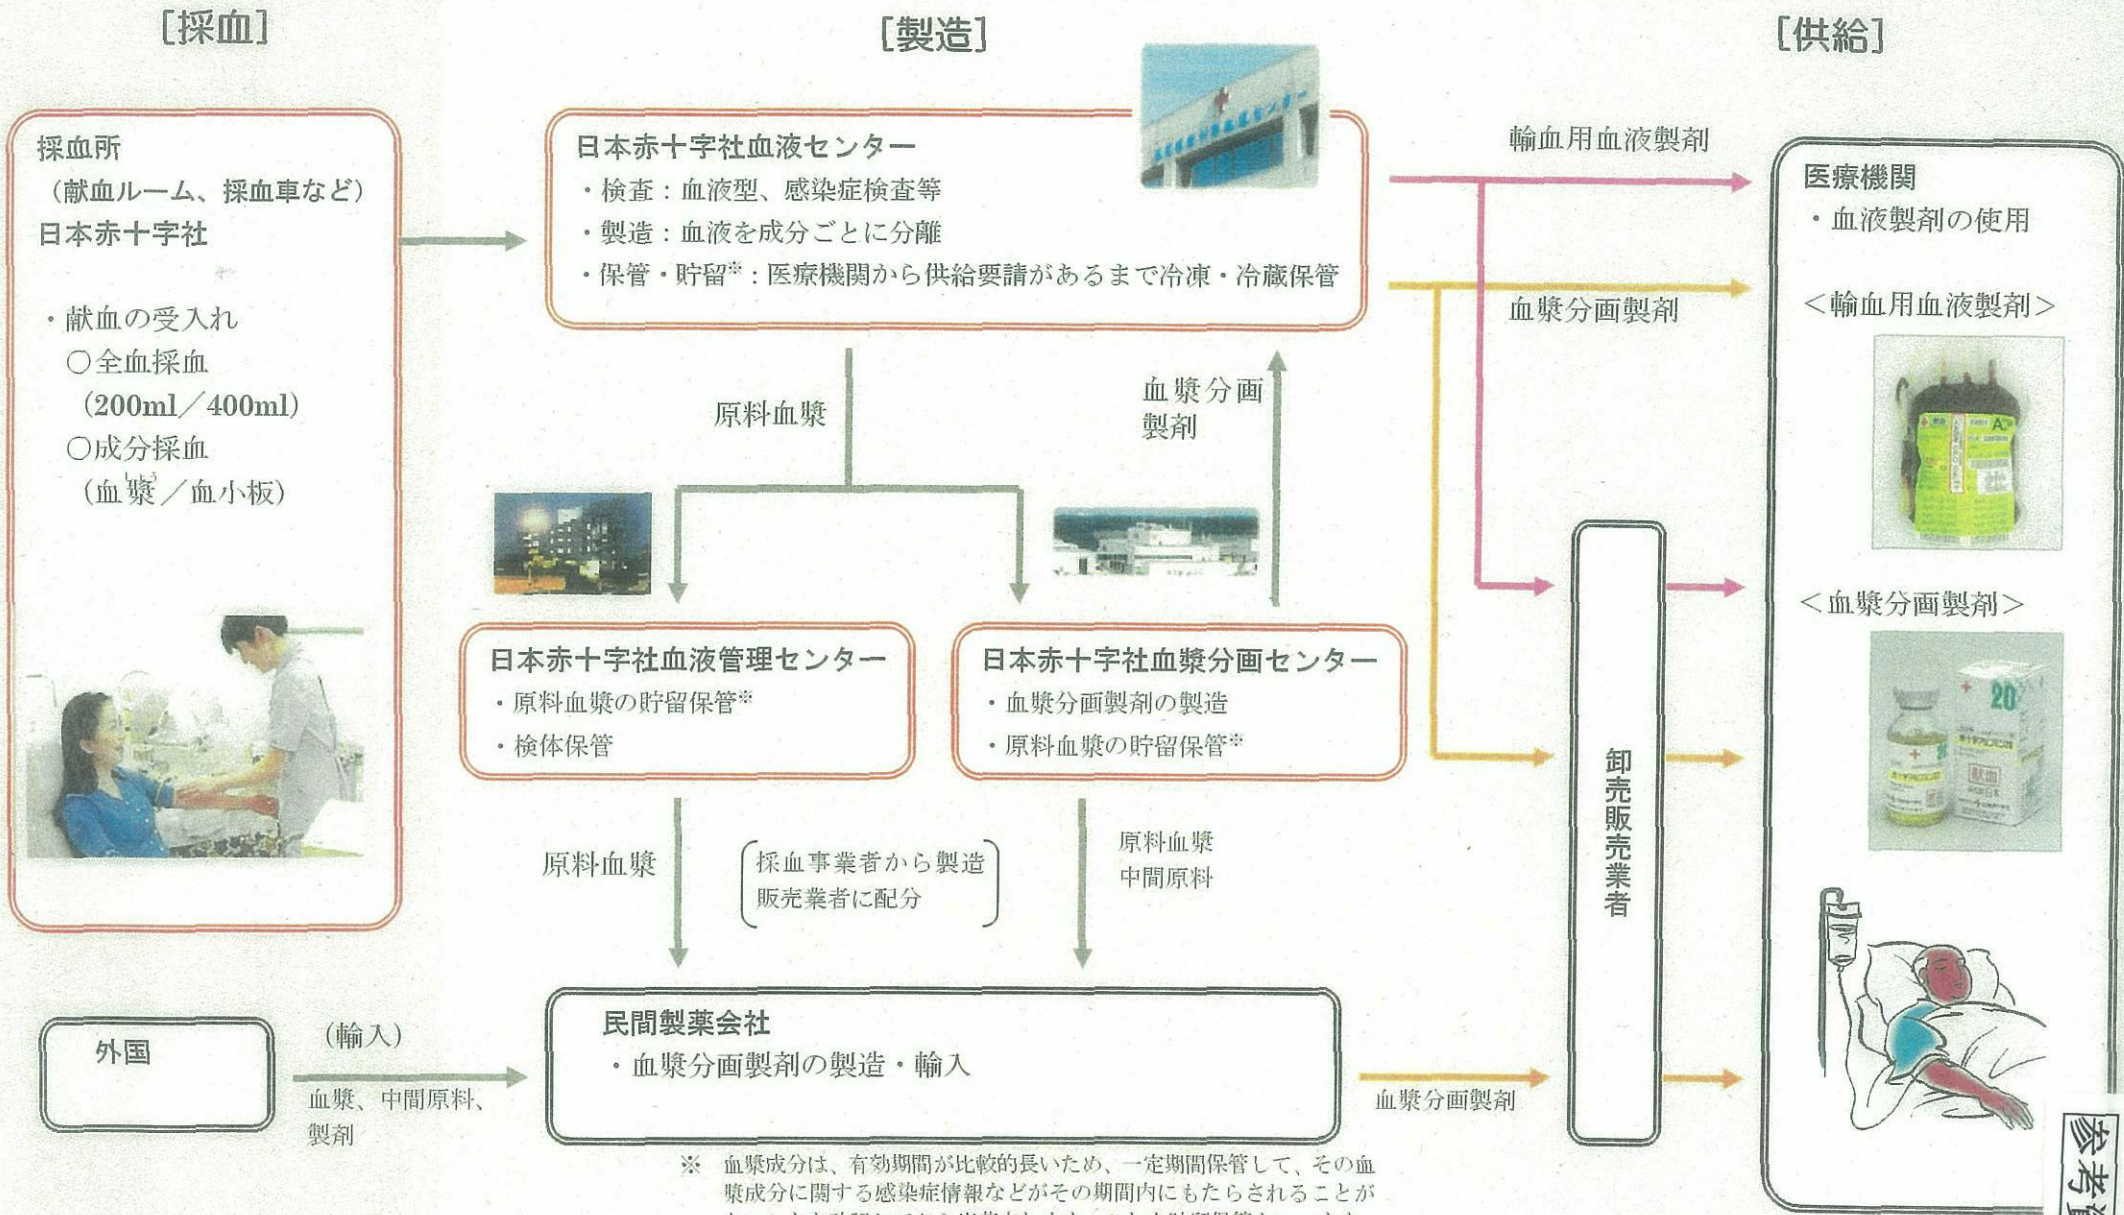 [採血]
[製造]
[供給]
採血所
（献血ルーム、採血車など）
日本赤十字社
・献血の受入れ
○全血採血
（200ml／400ml）
○成分採血
（血漿／血小板）
日本赤十字社血液センター
・検査：血液型、感染症検査等
・製造：血液を成分ごとに分離
・保管・貯留※：医療機関から供給要請があるまで冷凍・冷蔵保管
輸血用血液製剤
血漿分画製剤
原料血漿
血漿分画
製剤
日本赤十字社血液管理センター
・原料血漿の貯留保管※
・検体保管
日本赤十字社血漿分画センター
・血漿分画製剤の製造
・原料血漿の貯留保管※
原料血漿
採血事業者から製造
販売業者に配分
原料血漿
中間原料
外国
（輸入）
血漿、中間原料、
製剤
民間製薬会社
・血漿分画製剤の製造・輸入
血漿分画製剤
卸売販売業者
医療機関
・血液製剤の使用
＜輸血用血液製剤＞
A
＜血漿分画製剤＞
20
献血
※　血漿成分は、有効期間が比較的長いため、一定期間保管して、その血
漿成分に関する感染症情報などがその期間内にもたらされることが
参考